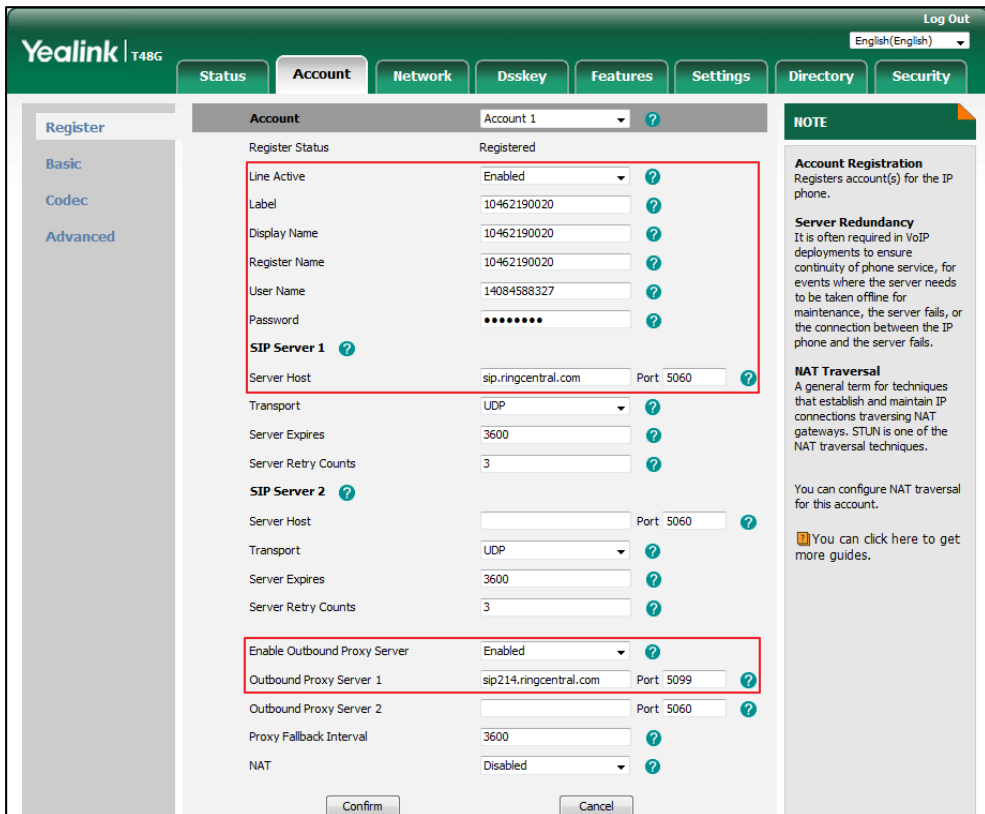 Log Out
Yealink | T48G
English(English)
Status Account Network Dsskey Features Settings Directory Security
Register
Basic
Codec
Advanced
Account Account 1 ?
Register Status Registered
Line Active Enabled ?
Label 10462190020 ?
Display Name 10462190020 ?
Register Name 10462190020 ?
User Name 14084588327 ?
Password •••••••• ?
SIP Server 1 ?
Server Host sip.ringcentral.com Port 5060 ?
Transport UDP ?
Server Expires 3600 ?
Server Retry Counts 3 ?
SIP Server 2 ?
Server Host Port 5060 ?
Transport UDP ?
Server Expires 3600 ?
Server Retry Counts 3 ?
Enable Outbound Proxy Server Enabled ?
Outbound Proxy Server 1 sip214.ringcentral.com Port 5099 ?
Outbound Proxy Server 2 Port 5060 ?
Proxy Fallback Interval 3600 ?
NAT Disabled ?
Confirm Cancel
NOTE
Account Registration
Registers account(s) for the IP
phone.
Server Redundancy
It is often required in VoIP
deployments to ensure
continuity of phone service, for
events where the server needs
to be taken offline for
maintenance, the server fails, or
the connection between the IP
phone and the server fails.
NAT Traversal
A general term for techniques
that establish and maintain IP
connections traversing NAT
gateways. STUN is one of the
NAT traversal techniques.
You can configure NAT traversal
for this account.
? You can click here to get
more guides.